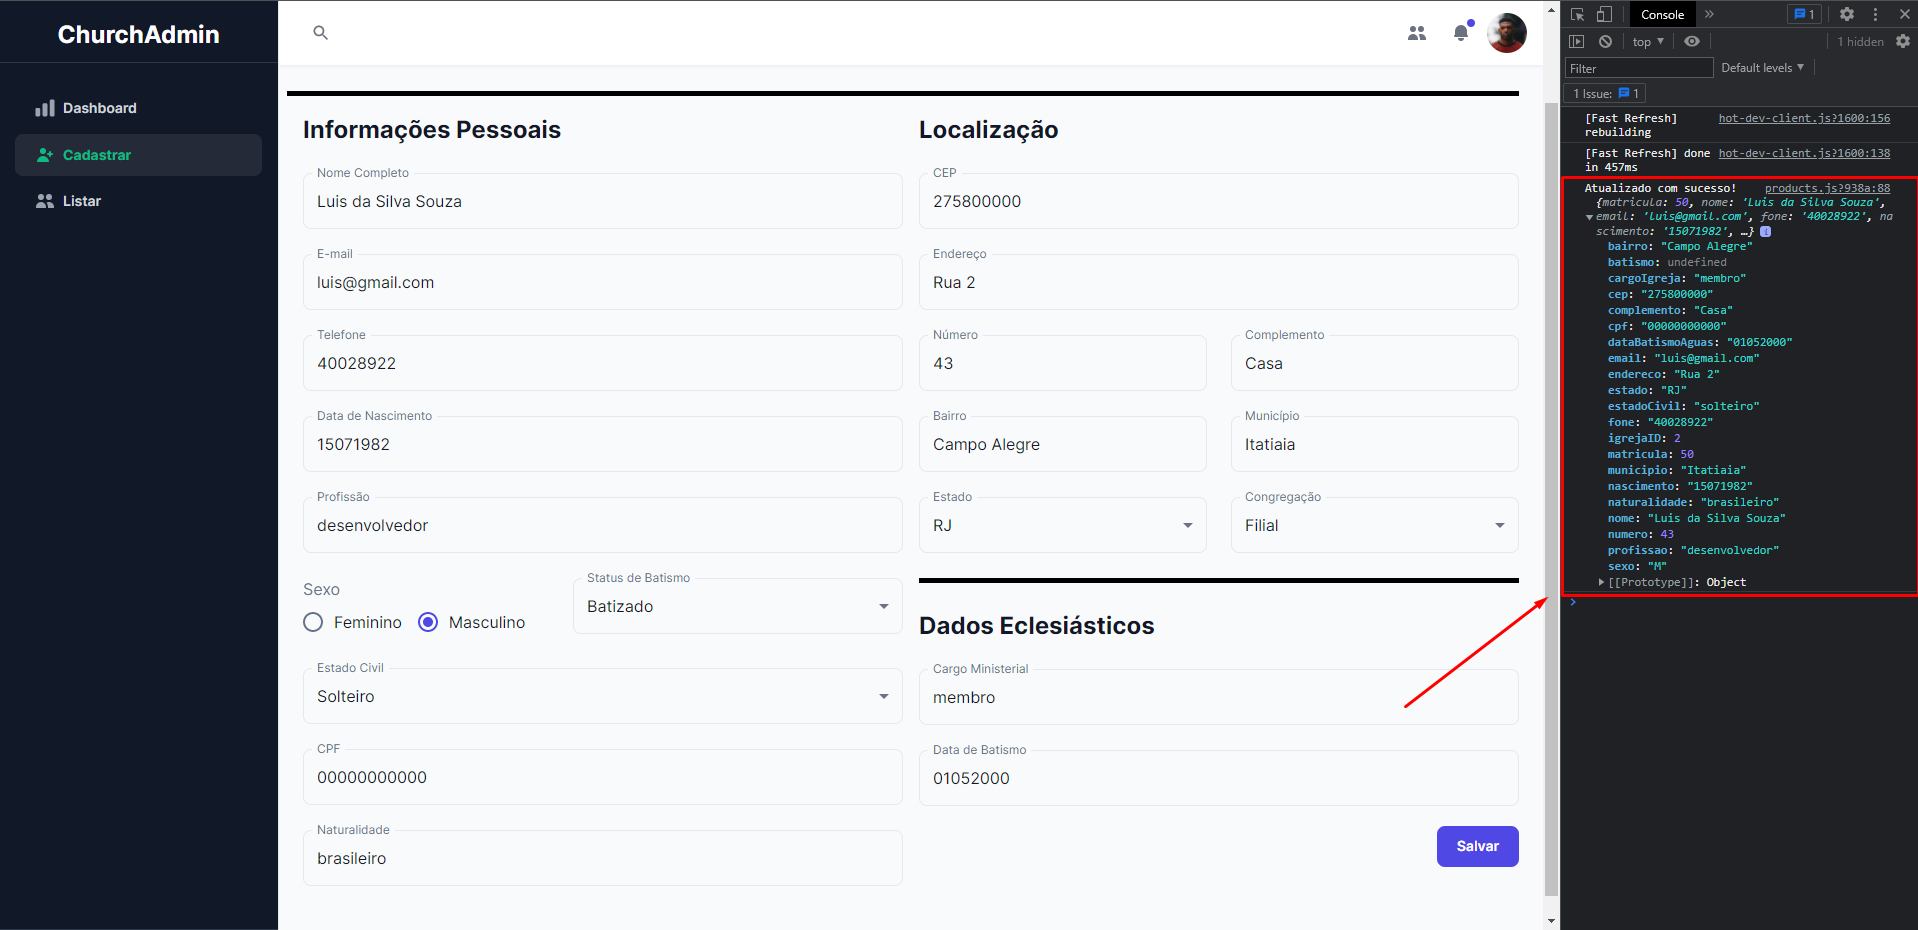 ChurchAdmin
Dashboard
Cadastrar
Listar
Informações Pessoais
Nome Completo
Luis da Silva Souza
E-mail
luis@gmail.com
Telefone
40028922
Data de Nascimento
15071982
Profissão
desenvolvedor
Sexo
Feminino
Masculino
Status de Batismo
Batizado
Estado Civil
Solteiro
CPF
00000000000
Naturalidade
brasileiro
Localização
CEP
275800000
Endereço
Rua 2
Número
43
Complemento
Casa
Bairro
Campo Alegre
Município
Itatiaia
Estado
RJ
Congregação
Filial
Dados Eclesiásticos
Cargo Ministerial
membro
Data de Batismo
01052000
Salvar
Console » 1
top 1 hidden
Filter Default levels
1 Issue: 1
[Fast Refresh] hot-dev-client.js?1600:156
rebuilding
[Fast Refresh] done hot-dev-client.js?1600:138
in 457ms
Atualizado com sucesso! products.js?938a:88
{matricula: 50, nome: 'Luis da Silva Souza',
email: 'luis@gmail.com', fone: '40028922', na
scimento: '15071982', …} i
bairro: "Campo Alegre"
batismo: undefined
cargoIgreja: "membro"
cep: "275800000"
complemento: "Casa"
cpf: "00000000000"
dataBatismoAguas: "01052000"
email: "luis@gmail.com"
endereco: "Rua 2"
estado: "RJ"
estadoCivil: "solteiro"
fone: "40028922"
igrejaID: 2
matricula: 50
municipio: "Itatiaia"
nascimento: "15071982"
naturalidade: "brasileiro"
nome: "Luis da Silva Souza"
numero: 43
profissao: "desenvolvedor"
sexo: "M"
[[Prototype]]: Object